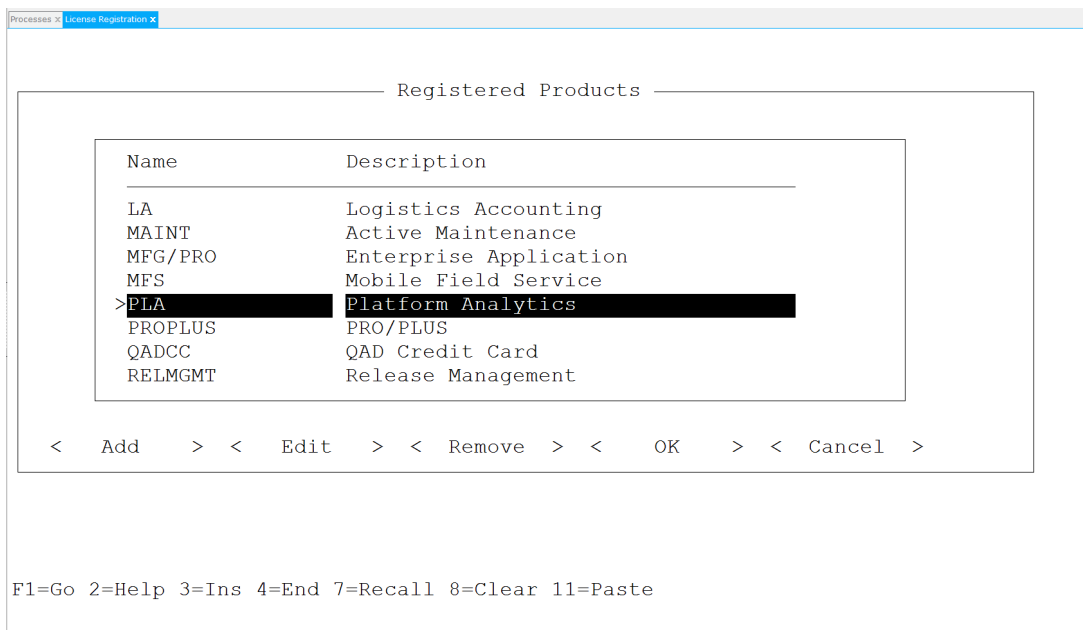 Processes x License Registration x
Registered Products
Name Description
LA Logistics Accounting
MAINT Active Maintenance
MFG/PRO Enterprise Application
MFS Mobile Field Service
>PLA Platform Analytics
PROPLUS PRO/PLUS
QADCC QAD Credit Card
RELMGMT Release Management
< Add > < Edit > < Remove > < OK > < Cancel >
F1=Go 2=Help 3=Ins 4=End 7=Recall 8=Clear 11=Paste